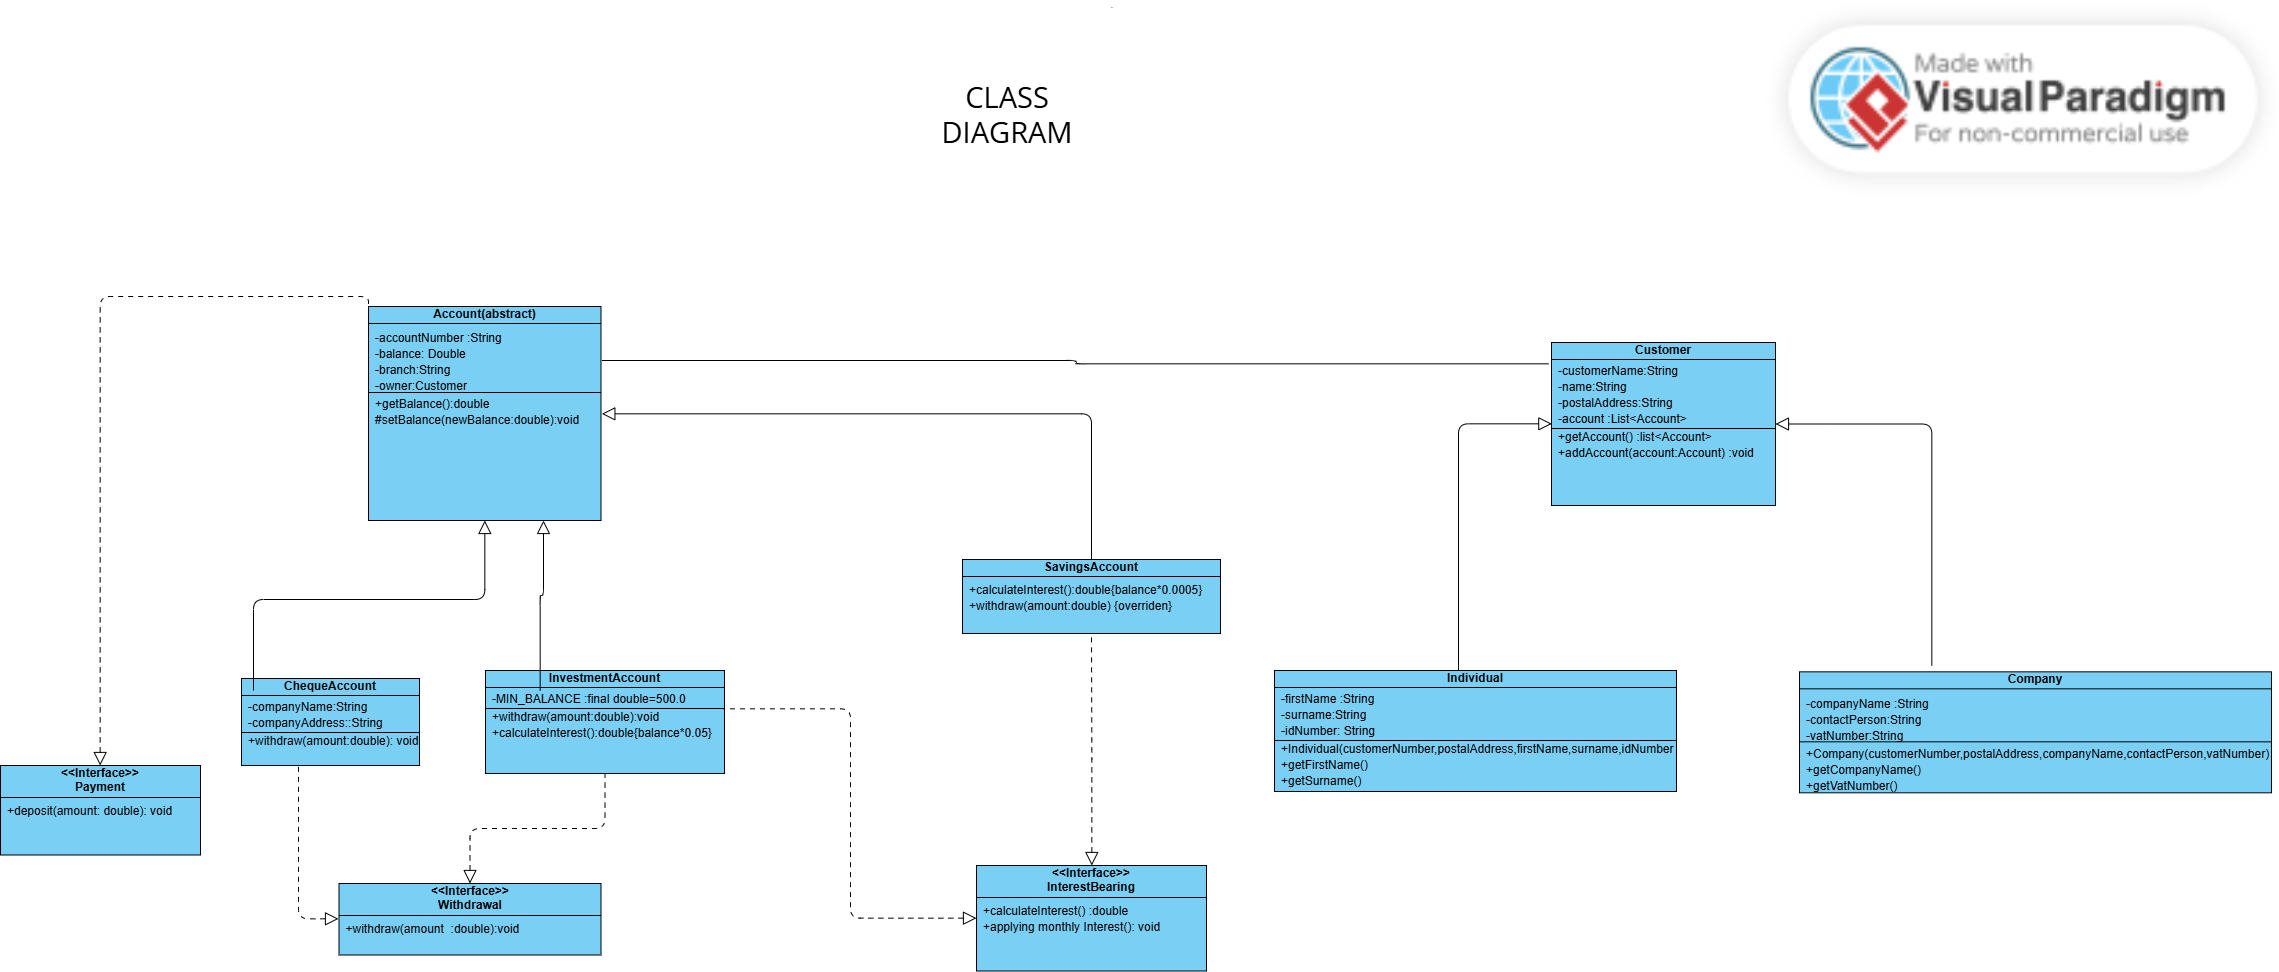 CLASS
DIAGRAM
Made with
Visual Paradigm
For non-commercial use
Account(abstract)
-accountNumber :String
-balance: Double
-branch:String
-owner:Customer
+getBalance():double
#setBalance(newBalance:double):void
Customer
-customerName:String
-name:String
-postalAddress:String
-account :List<Account>
+getAccount() :list<Account>
+addAccount(account:Account) :void
SavingsAccount
+calculateInterest():double{balance*0.0005}
+withdraw(amount:double) {overriden}
ChequeAccount
-companyName:String
-companyAddress::String
+withdraw(amount:double): void
InvestmentAccount
-MIN_BALANCE :final double=500.0
+withdraw(amount:double):void
+calculateInterest():double{balance*0.05}
Individual
-firstName :String
-surname:String
-idNumber: String
+Individual(customerNumber,postalAddress,firstName,surname,idNumber
+getFirstName()
+getSurname()
Company
-companyName :String
-contactPerson:String
-vatNumber:String
+Company(customerNumber,postalAddress,companyName,contactPerson,vatNumber)
+getCompanyName()
+getVatNumber()
<<Interface>>
Payment
+deposit(amount: double): void
<<Interface>>
Withdrawal
+withdraw(amount  :double):void
<<Interface>>
InterestBearing
+calculateInterest() :double
+applying monthly Interest(): void